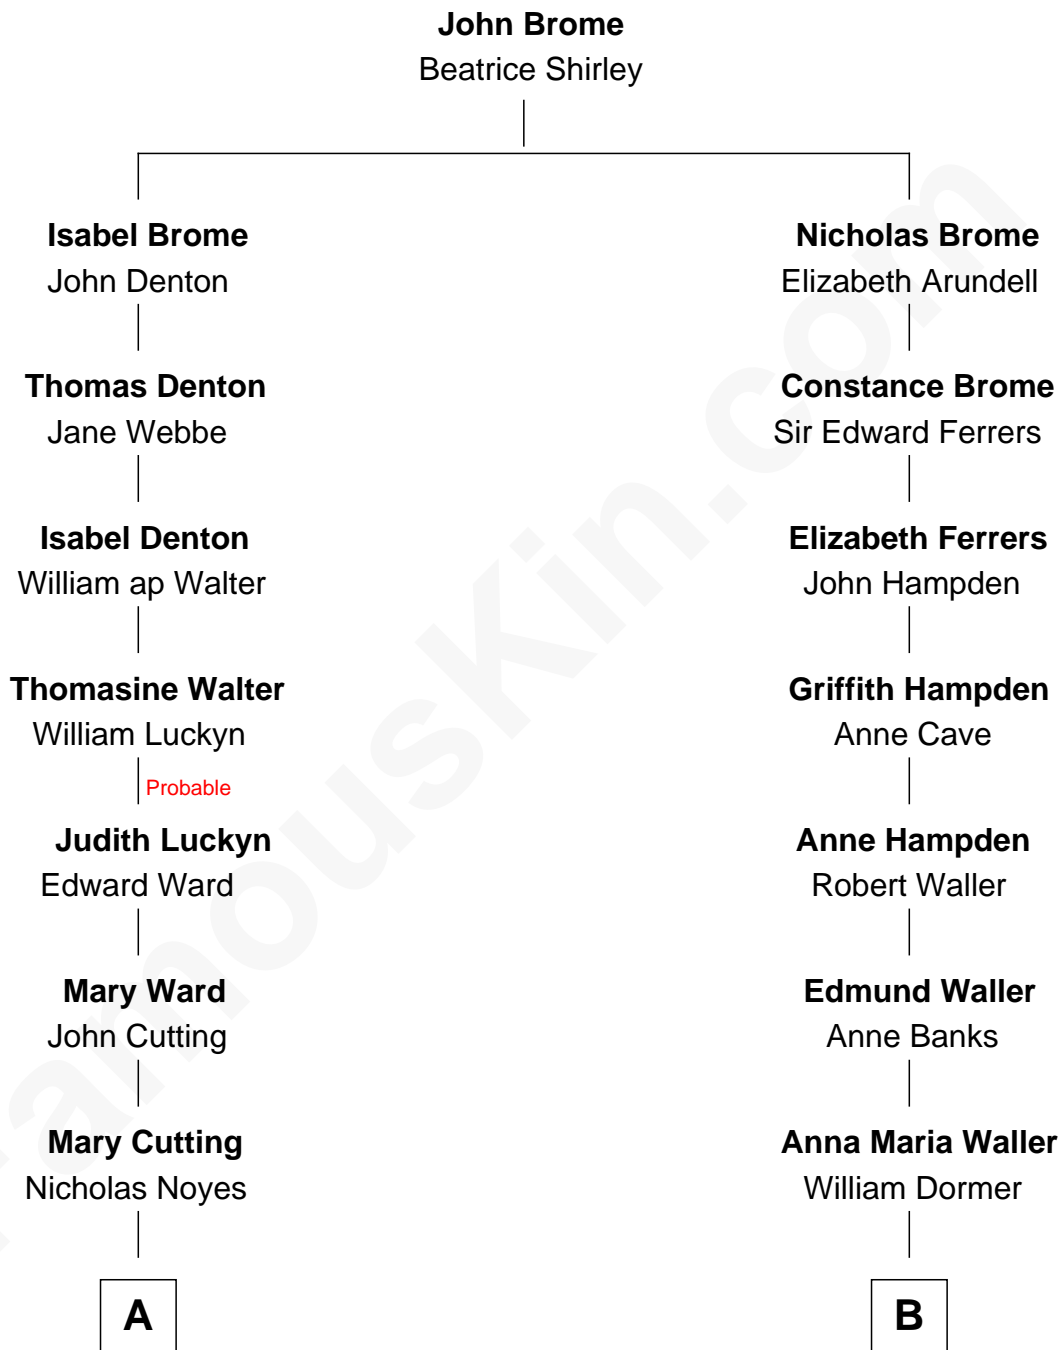 John Brome
Beatrice Shirley
Isabel Brome
John Denton
Nicholas Brome
Elizabeth Arundell
Thomas Denton
Jane Webbe
Constance Brome
Sir Edward Ferrers
Isabel Denton
William ap Walter
Elizabeth Ferrers
John Hampden
Thomasine Walter
William Luckyn
Griffith Hampden
Anne Cave
Probable
Judith Luckyn
Edward Ward
Anne Hampden
Robert Waller
Mary Ward
John Cutting
Edmund Waller
Anne Banks
Mary Cutting
Nicholas Noyes
Anna Maria Waller
William Dormer
A
B
FamousKin.com